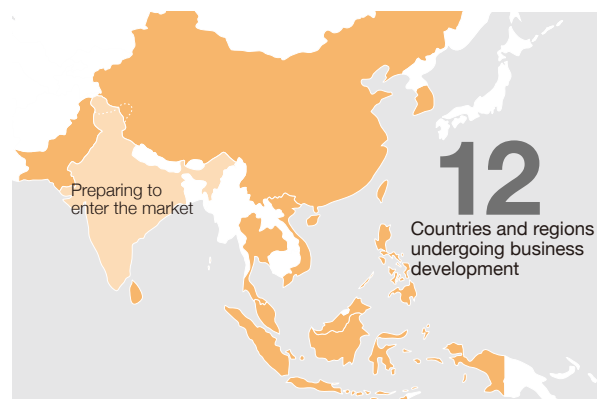 Preparing to
enter the market
12
Countries and regions
undergoing business
development